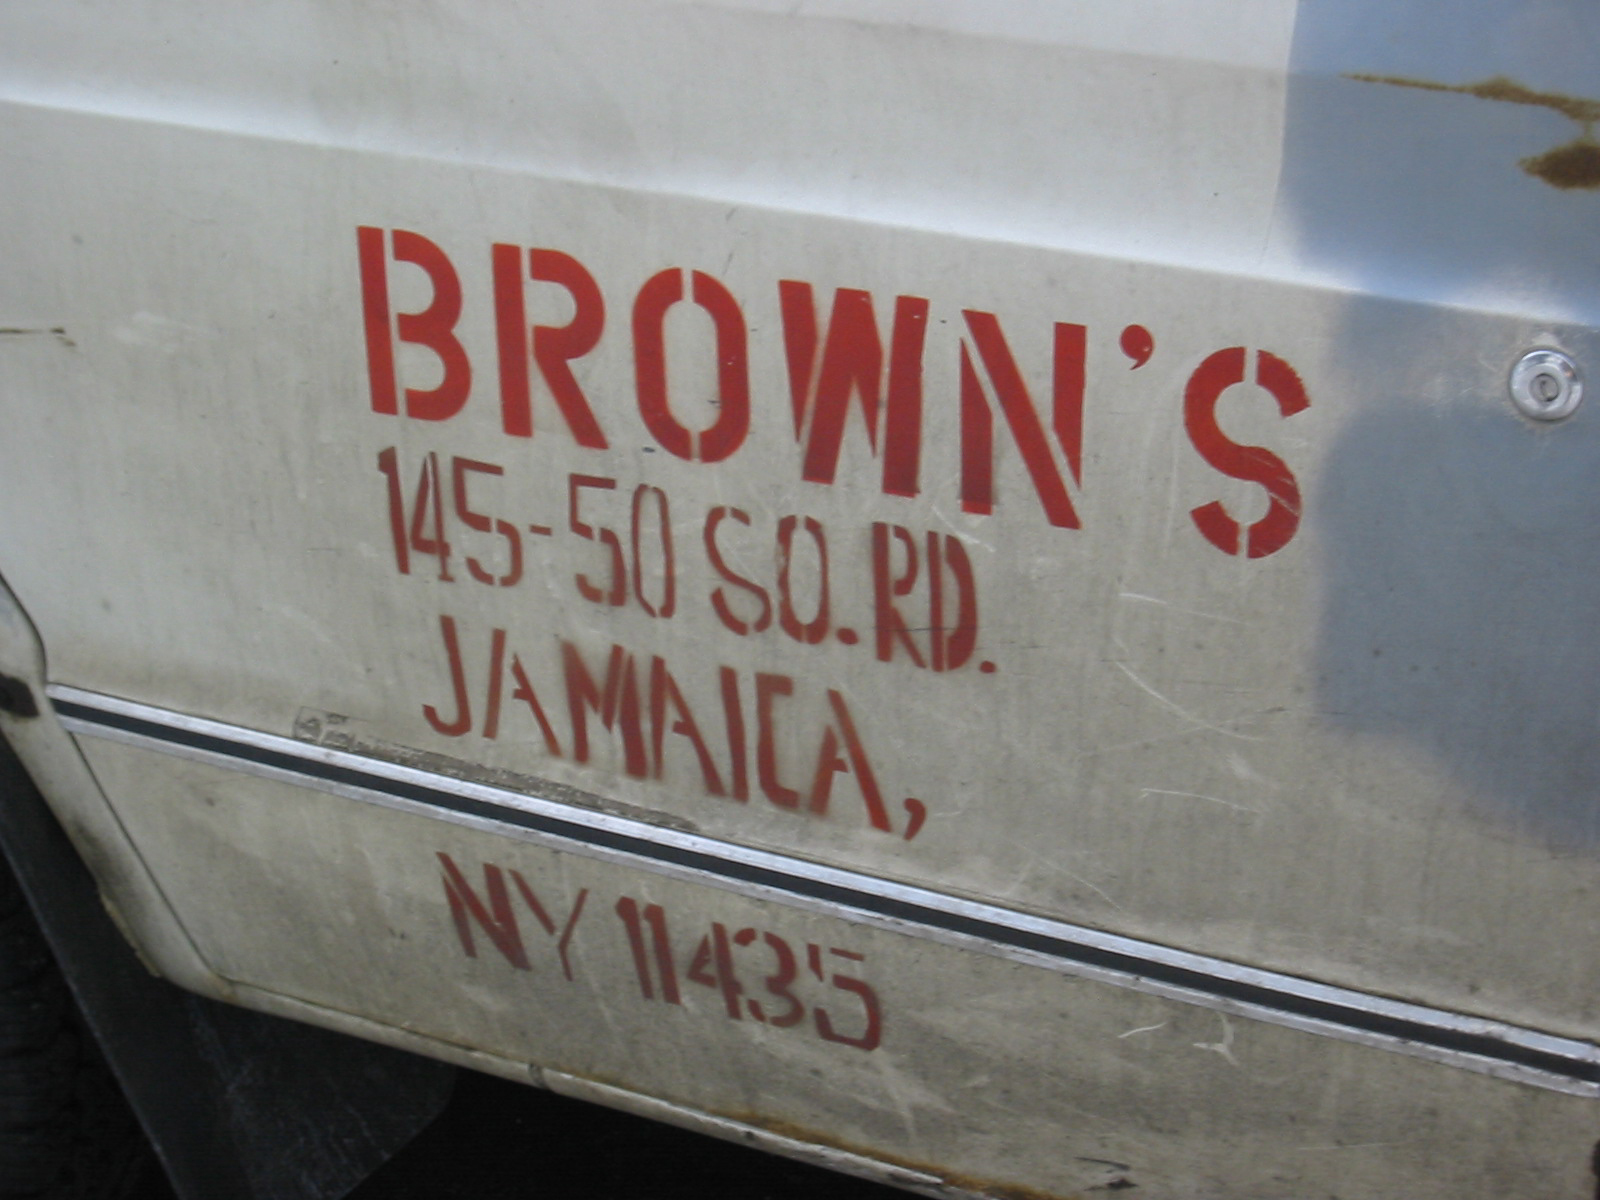 BROWN'S
145-50 SO. RD.
JAMAICA,
NY 11435